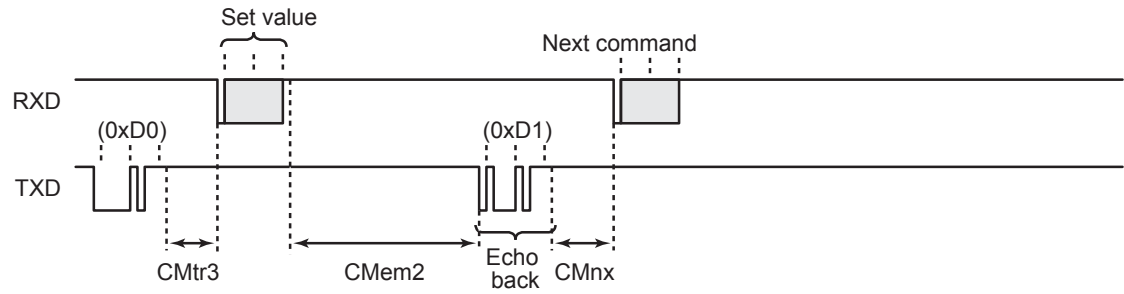 Set value
Next command
RXD
(0xD0)
(0xD1)
TXD
CMtr3
CMem2
Echo
back
CMnx